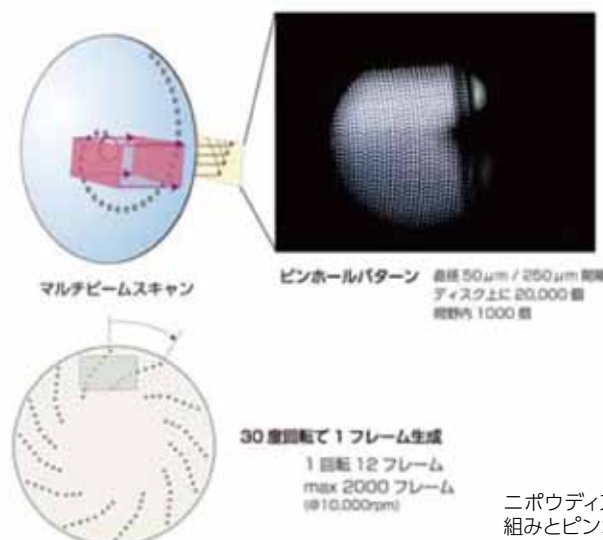 マルチビームスキャン
ピンホールパターン
直径 50μm / 250μm 間隔
ディスク上に 20,000 個
視野内 1000 個
30 度回転で 1 フレーム生成
1 回転 12 フレーム
max 2000 フレーム
(@10,000rpm)
ニポウディス
組みとピン